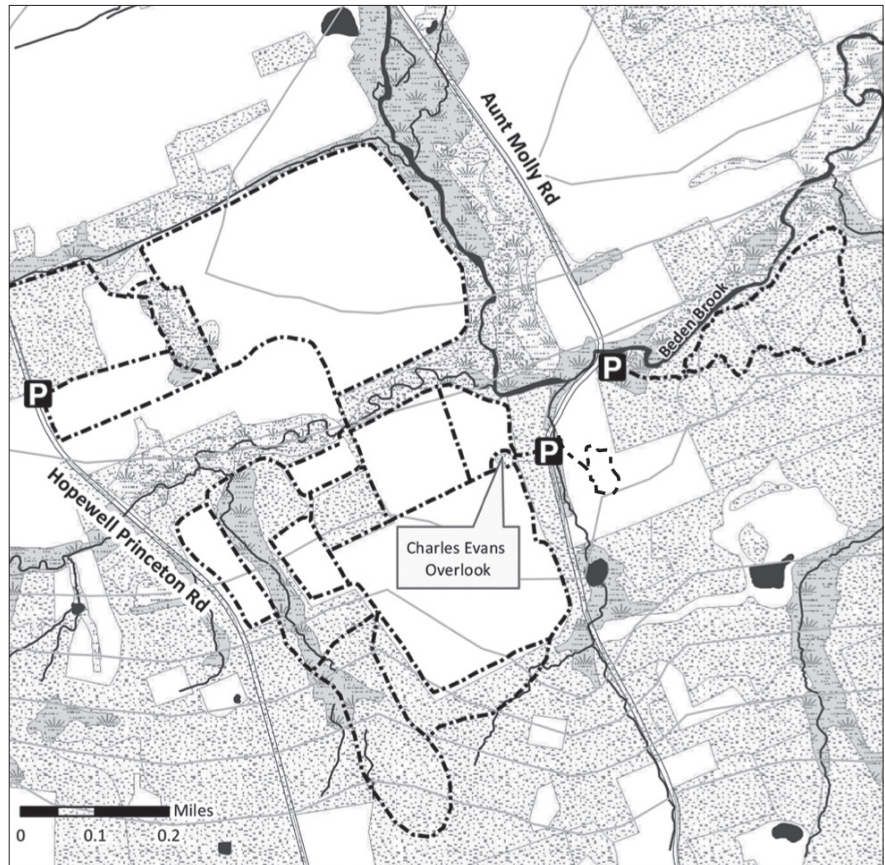 Aunt Molly Rd
Beden Brook
P
P
P
Hopewell Princeton Rd
Charles Evans
Overlook
Miles
0 0.1 0.2